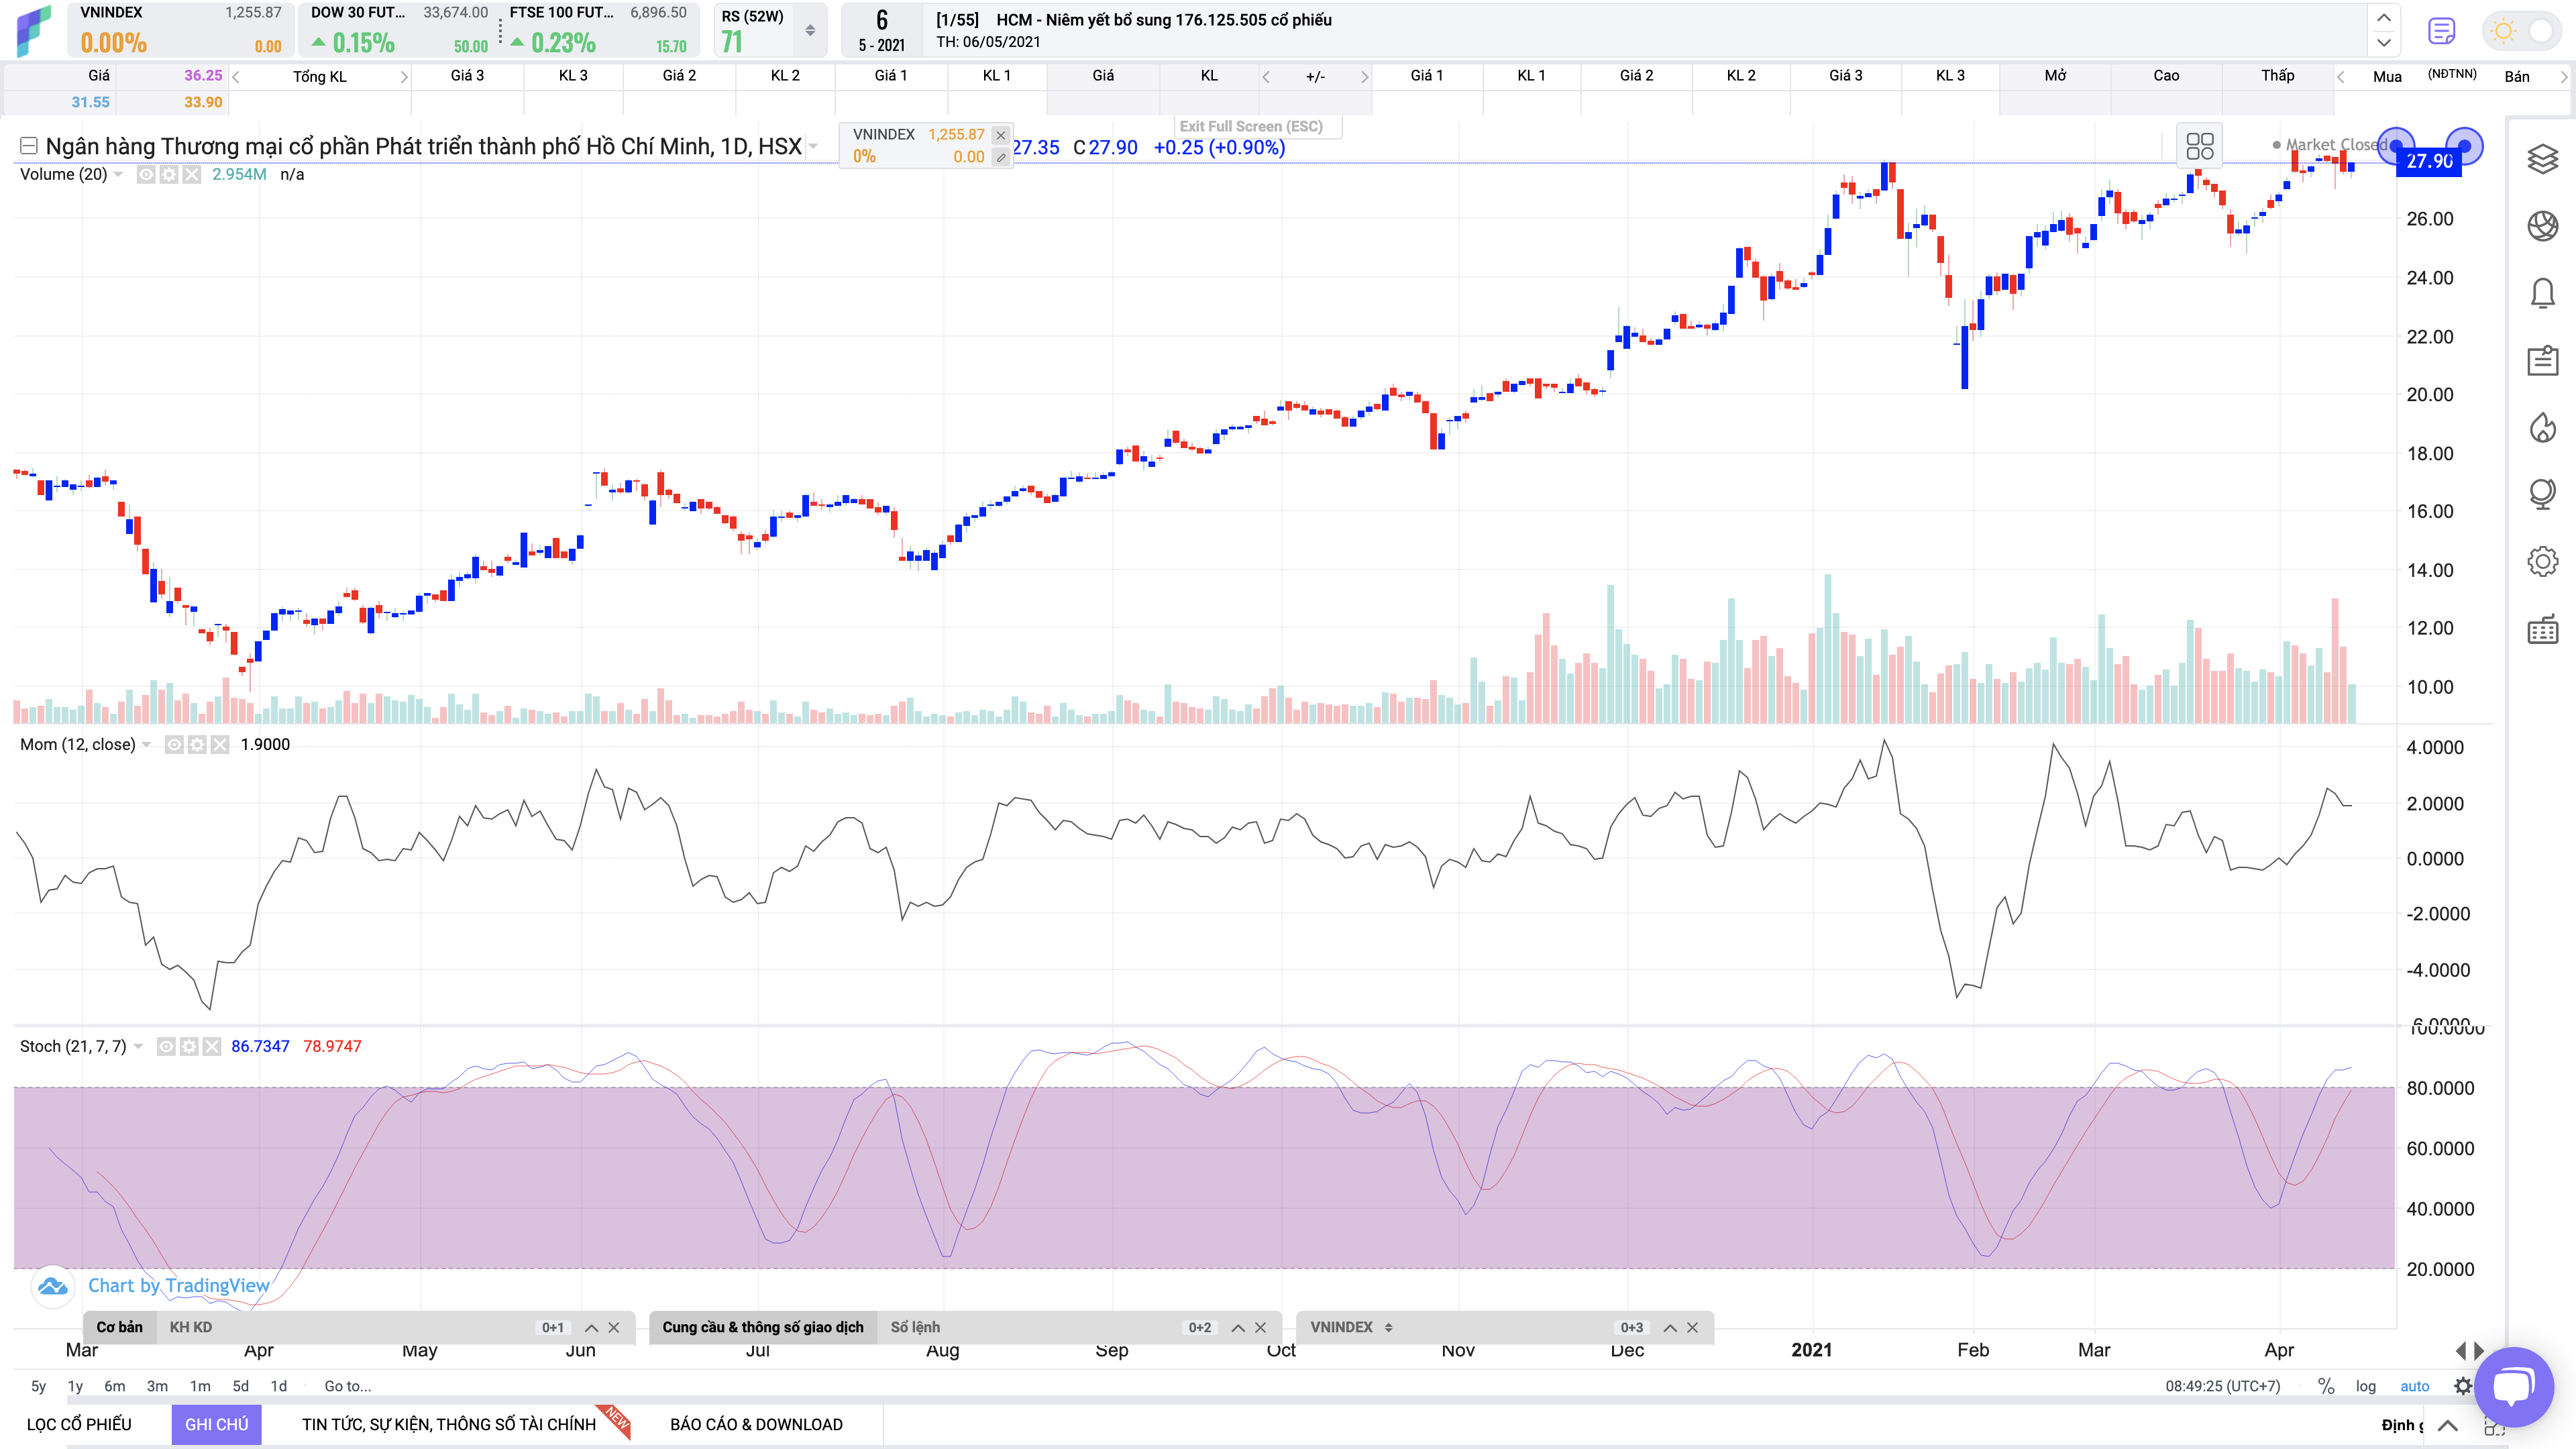 VNINDEX 1,255.87
0.00% 0.00
DOW 30 FUT... 33,674.00
0.15% 50.00
FTSE 100 FUT... 6,896.50
0.23% 15.70
RS (52W)
71
6
5 - 2021
[1/55] HCM - Niêm yết bổ sung 176.125.505 cổ phiếu
TH: 06/05/2021
Giá 36.25 Tổng KL Giá 3 KL 3 Giá 2 KL 2 Giá 1 KL 1 Giá KL +/- Giá 1 KL 1 Giá 2 KL 2 Giá 3 KL 3 Mở Cao Thấp Mua (NĐTNN) Bán
31.55 33.90
Exit Full Screen (ESC)
Ngân hàng Thương mại cổ phần Phát triển thành phố Hồ Chí Minh, 1D, HSX
VNINDEX 1,255.87
0% 0.00
27.35 C27.90 +0.25 (+0.90%)
Market Closed
27.90
Volume (20) 2.954M n/a
26.00
24.00
22.00
20.00
18.00
16.00
14.00
12.00
10.00
Mom (12, close) 1.9000
4.0000
2.0000
0.0000
-2.0000
-4.0000
-6.0000
100.0000
Stoch (21, 7, 7) 86.7347 78.9747
80.0000
60.0000
40.0000
20.0000
Chart by TradingView
Cơ bản KH KD 0+1
Cung cầu & thông số giao dịch Sổ lệnh 0+2
VNINDEX 0+3
Mar Apr May Jun Jul Aug Sep Oct Nov Dec 2021 Feb Mar Apr
5y 1y 6m 3m 1m 5d 1d Go to... 08:49:25 (UTC+7) % log auto
LỌC CỔ PHIẾU GHI CHÚ TIN TỨC, SỰ KIỆN, THÔNG SỐ TÀI CHÍNH NEW BÁO CÁO & DOWNLOAD Định